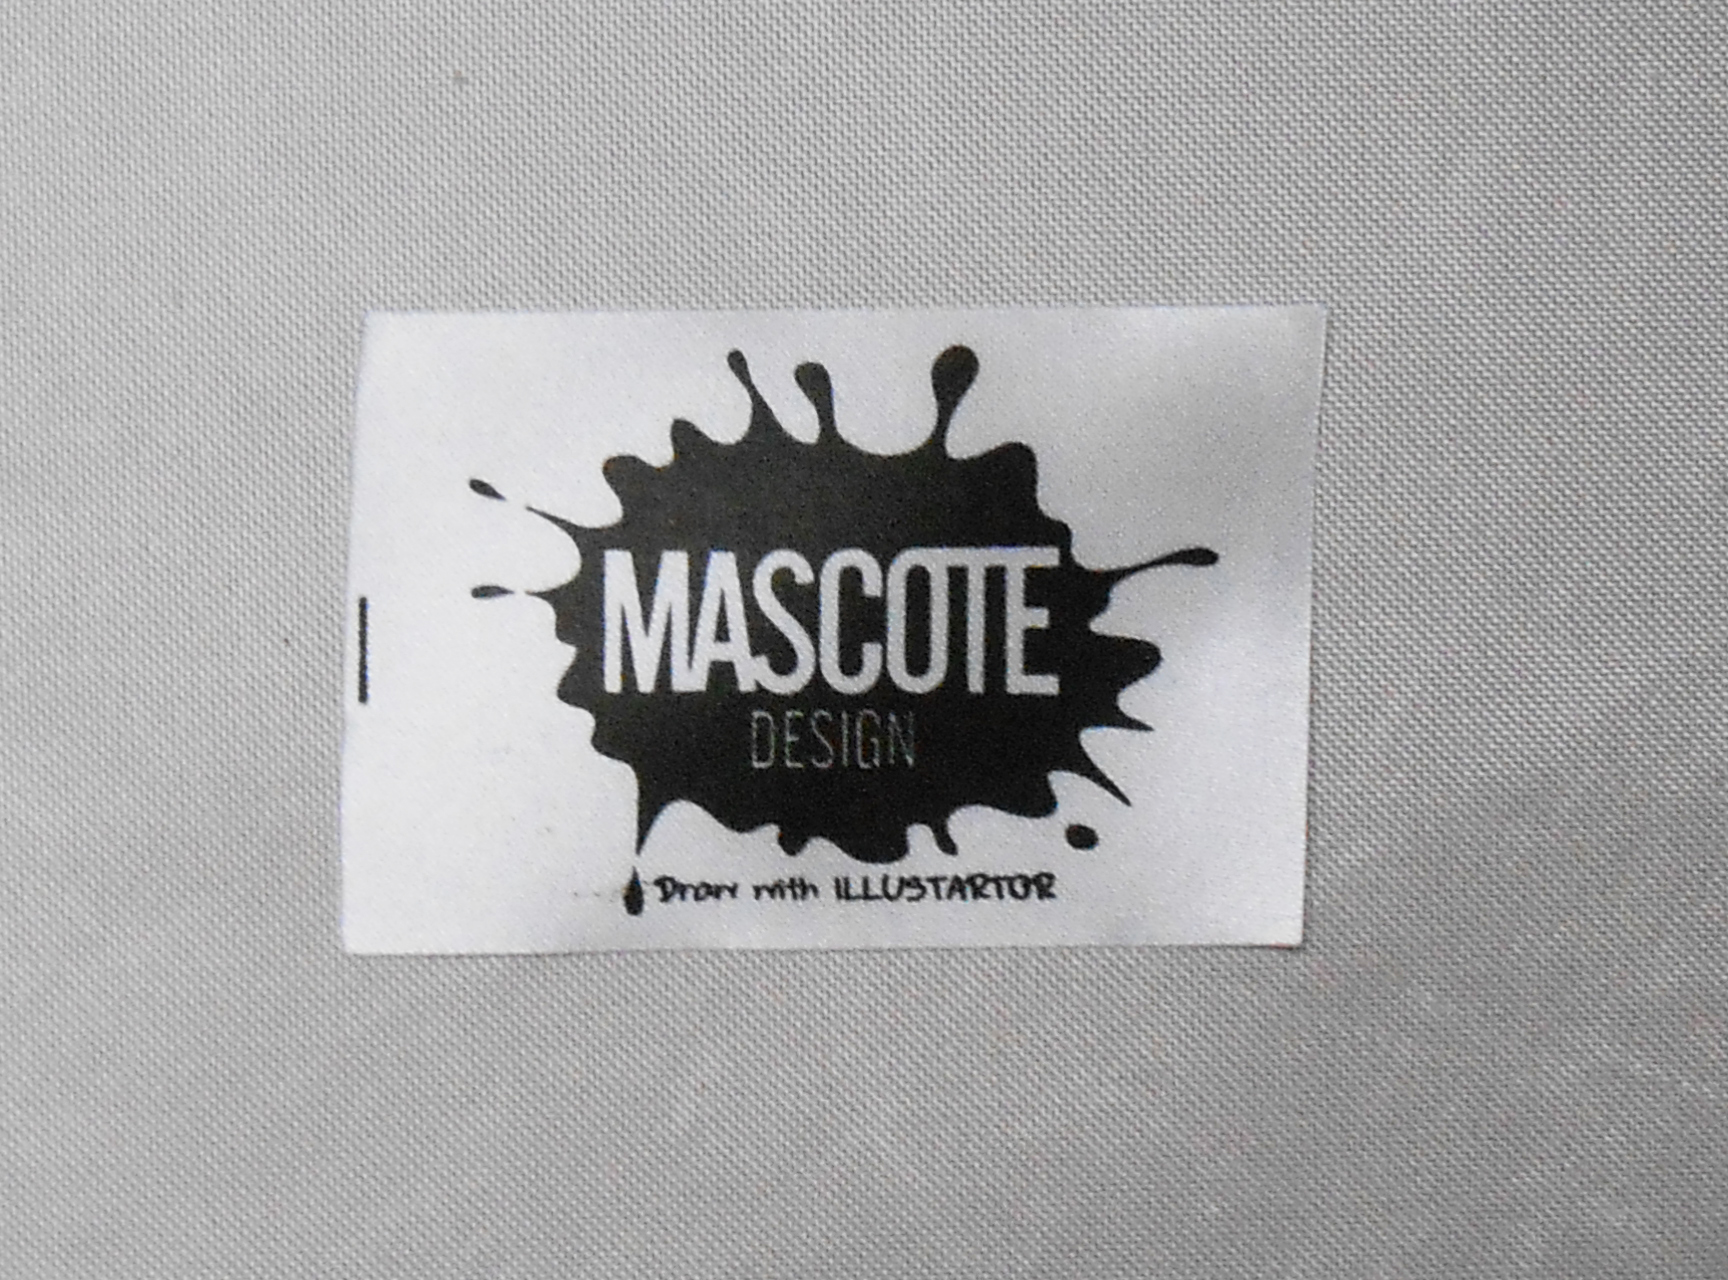 MASCOTE
DESIGN
Draw with ILLUSTARTOR